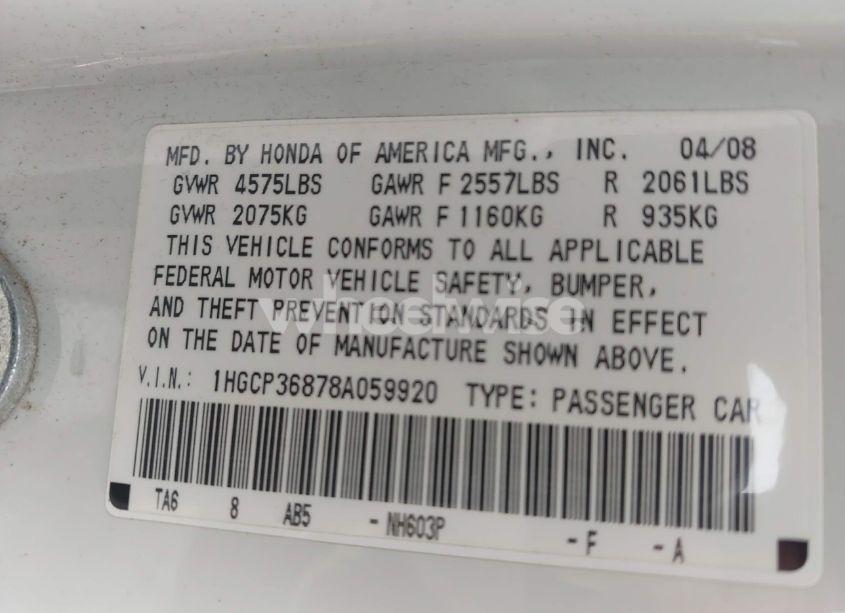 MFD. BY HONDA OF AMERICA MFG., INC. 04/08
GVWR 4575LBS GAWR F 2557LBS R 2061LBS
GVWR 2075KG GAWR F 1160KG R 935KG
THIS VEHICLE CONFORMS TO ALL APPLICABLE
FEDERAL MOTOR VEHICLE SAFETY, BUMPER,
AND THEFT PREVENTION STANDARDS IN EFFECT
ON THE DATE OF MANUFACTURE SHOWN ABOVE.
V.I.N.: 1HGCP36878A059920 TYPE: PASSENGER CAR
TA6 8 AB5 - NH603P - F - A
wheelwise